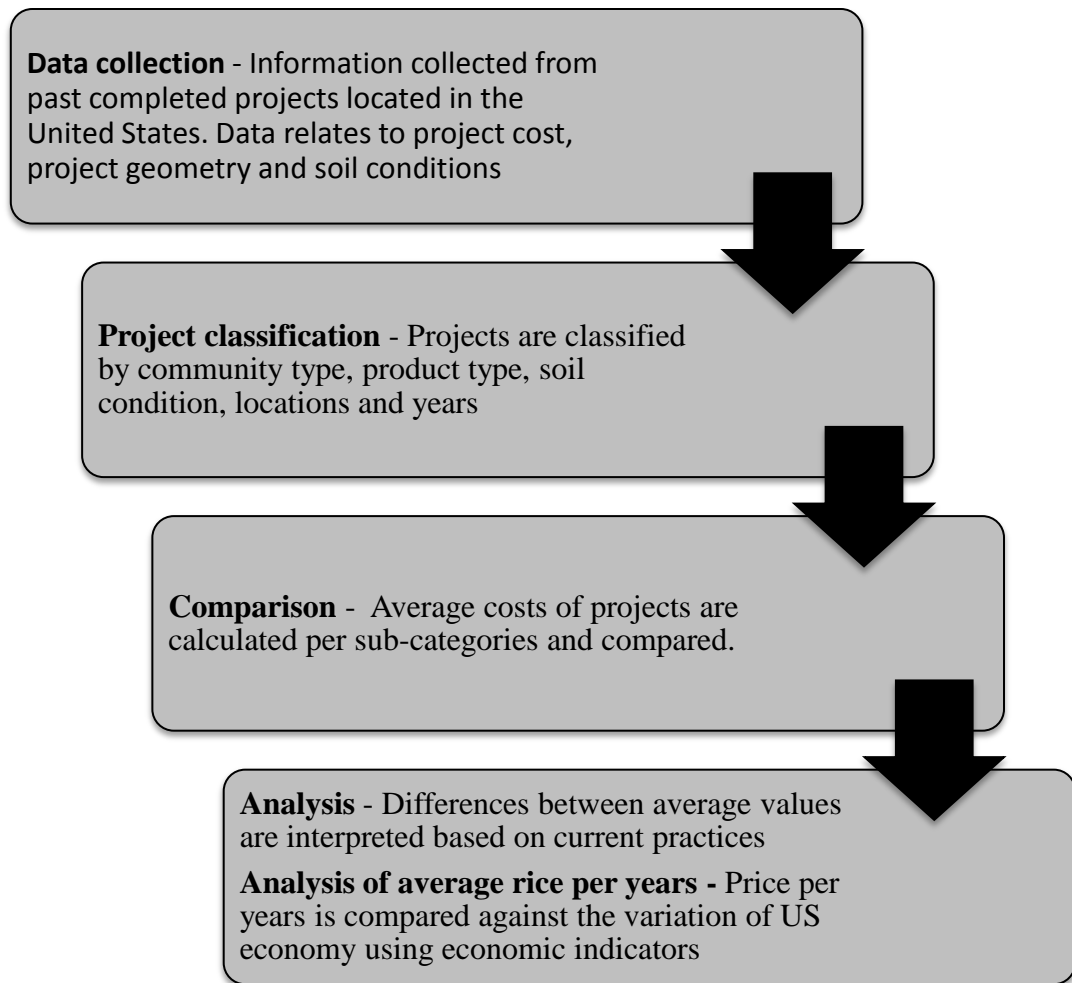 Data collection - Information collected from
past completed projects located in the
United States. Data relates to project cost,
project geometry and soil conditions
Project classification - Projects are classified
by community type, product type, soil
condition, locations and years
Comparison - Average costs of projects are
calculated per sub-categories and compared.
Analysis - Differences between average values
are interpreted based on current practices
Analysis of average rice per years - Price per
years is compared against the variation of US
economy using economic indicators